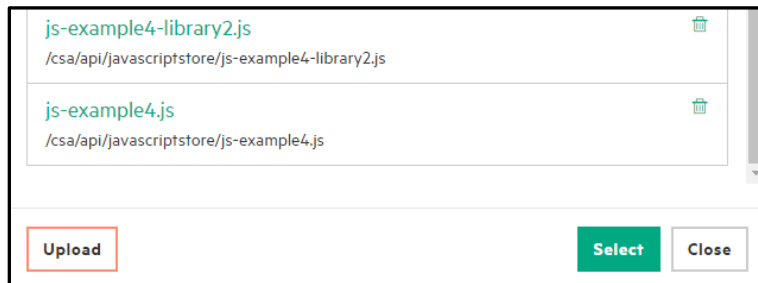 js-example4-library2.js
/csa/api/javascriptstore/js-example4-library2.js
js-example4.js
/csa/api/javascriptstore/js-example4.js
Upload
Select
Close